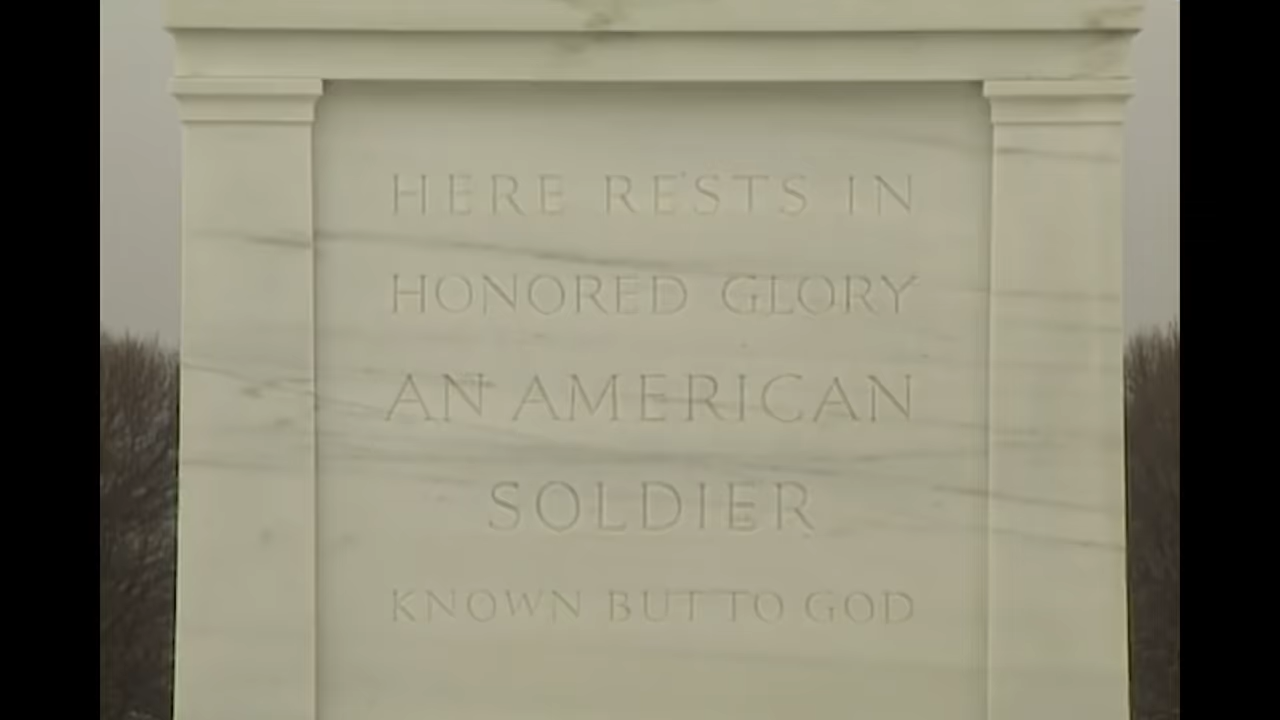 HERE RESTS IN
HONORED GLORY
AN AMERICAN
SOLDIER
KNOWN BUT TO GOD